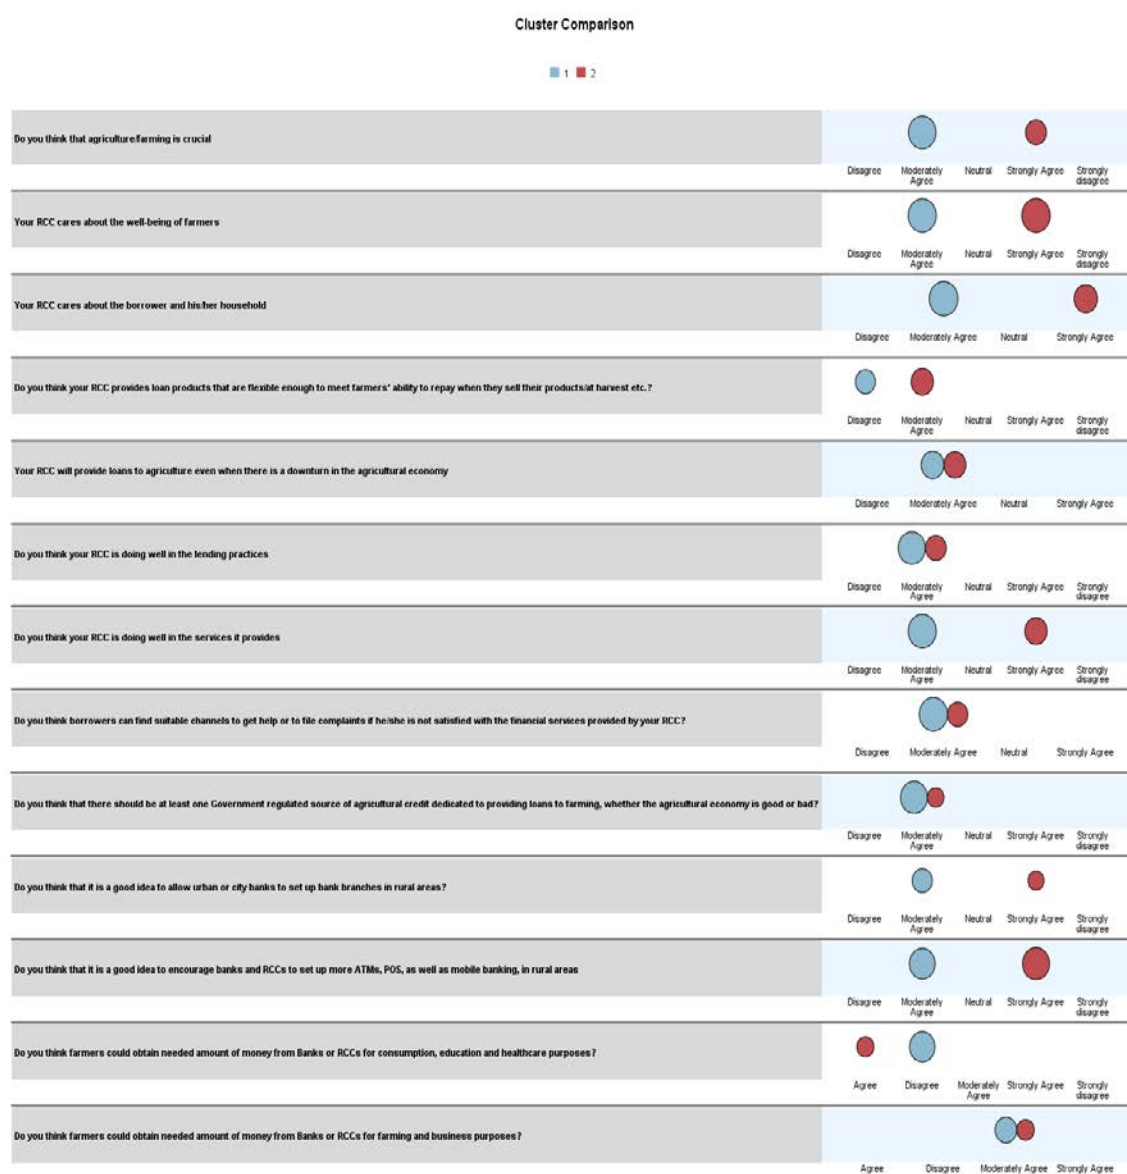 Cluster Comparison
1 2
Do you think that agriculture/farming is crucial
Disagree Moderately Agree Neutral Strongly Agree Strongly disagree
Your RCC cares about the well-being of farmers
Disagree Moderately Agree Neutral Strongly Agree Strongly disagree
Your RCC cares about the borrower and his/her household
Disagree Moderately Agree Neutral Strongly Agree
Do you think your RCC provides loan products that are flexible enough to meet farmers' ability to repay when they sell their products/at harvest etc.?
Disagree Moderately Agree Neutral Strongly Agree Strongly disagree
Your RCC will provide loans to agriculture even when there is a downturn in the agricultural economy
Disagree Moderately Agree Neutral Strongly Agree
Do you think your RCC is doing well in the lending practices
Disagree Moderately Agree Neutral Strongly Agree Strongly disagree
Do you think your RCC is doing well in the services it provides
Disagree Moderately Agree Neutral Strongly Agree Strongly disagree
Do you think borrowers can find suitable channels to get help or to file complaints if he/she is not satisfied with the financial services provided by your RCC?
Disagree Moderately Agree Neutral Strongly Agree
Do you think that there should be at least one Government regulated source of agricultural credit dedicated to providing loans to farming, whether the agricultural economy is good or bad?
Disagree Moderately Agree Neutral Strongly Agree Strongly disagree
Do you think that it is a good idea to allow urban or city banks to set up bank branches in rural areas?
Disagree Moderately Agree Neutral Strongly Agree Strongly disagree
Do you think that it is a good idea to encourage banks and RCCs to set up more ATMs, POS, as well as mobile banking, in rural areas
Disagree Moderately Agree Neutral Strongly Agree Strongly disagree
Do you think farmers could obtain needed amount of money from Banks or RCCs for consumption, education and healthcare purposes?
Agree Disagree Moderately Agree Strongly Agree Strongly disagree
Do you think farmers could obtain needed amount of money from Banks or RCCs for farming and business purposes?
Agree Disagree Moderately Agree Strongly Agree